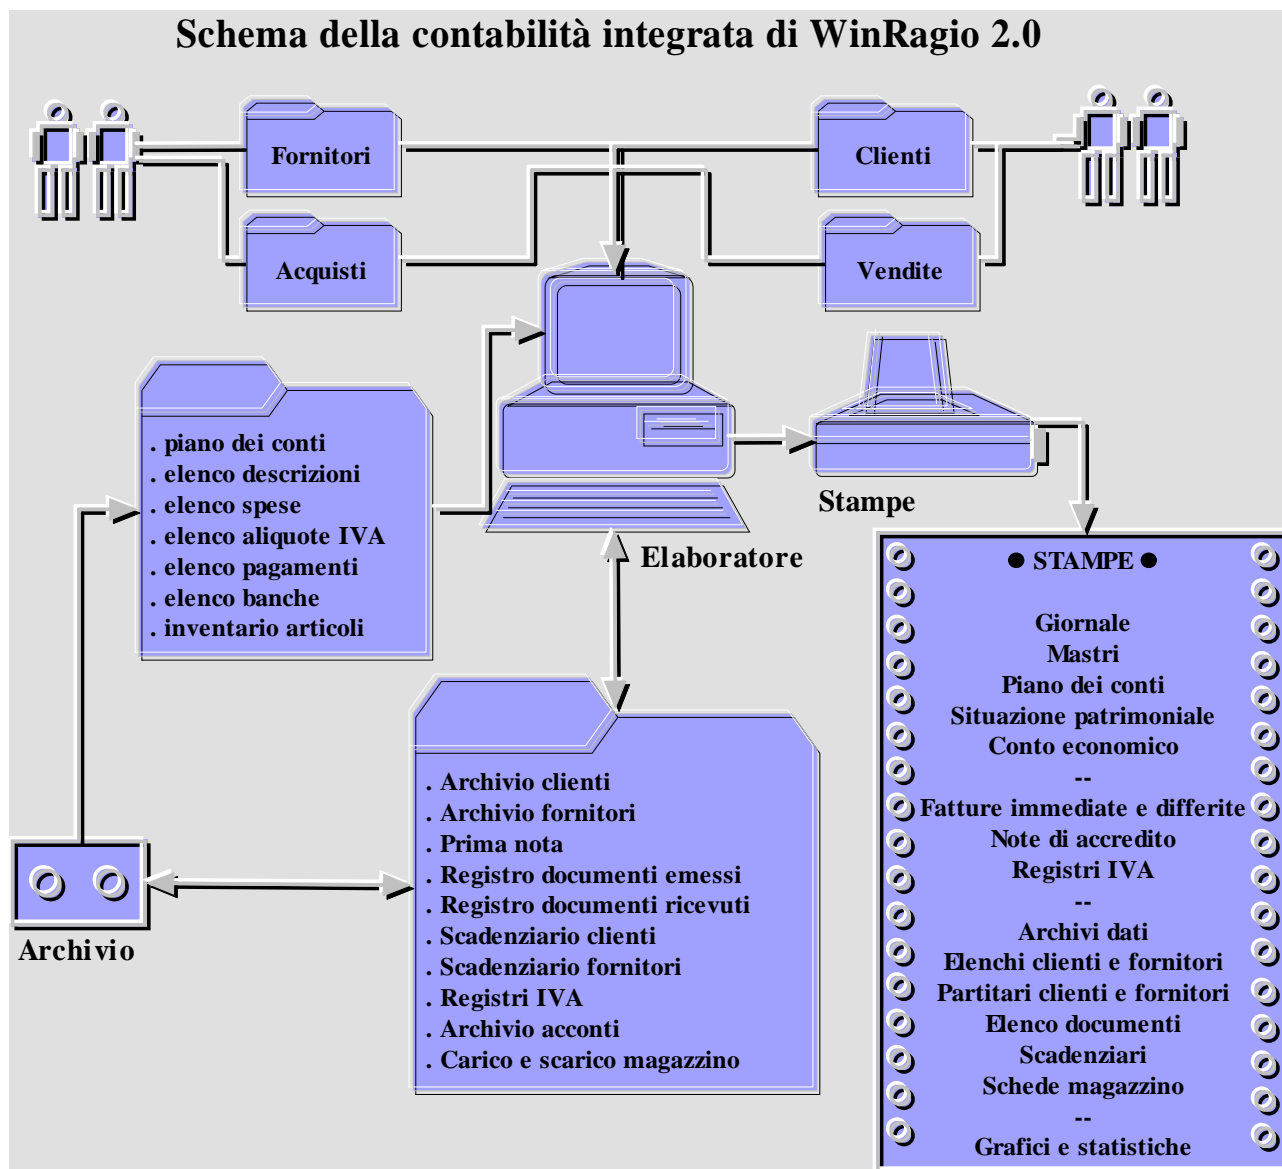 Schema della contabilità integrata di WinRagio 2.0
Fornitori
Clienti
Acquisti
Vendite
. piano dei conti
. elenco descrizioni
. elenco spese
. elenco aliquote IVA
. elenco pagamenti
. elenco banche
. inventario articoli
Stampe
Elaboratore
● STAMPE ●
Giornale
Mastri
Piano dei conti
Situazione patrimoniale
Conto economico
--
Fatture immediate e differite
Note di accredito
Registri IVA
--
Archivi dati
Elenchi clienti e fornitori
Partitari clienti e fornitori
Elenco documenti
Scadenziari
Schede magazzino
--
Grafici e statistiche
. Archivio clienti
. Archivio fornitori
. Prima nota
. Registro documenti emessi
. Registro documenti ricevuti
. Scadenziario clienti
. Scadenziario fornitori
. Registri IVA
. Archivio acconti
. Carico e scarico magazzino
Archivio